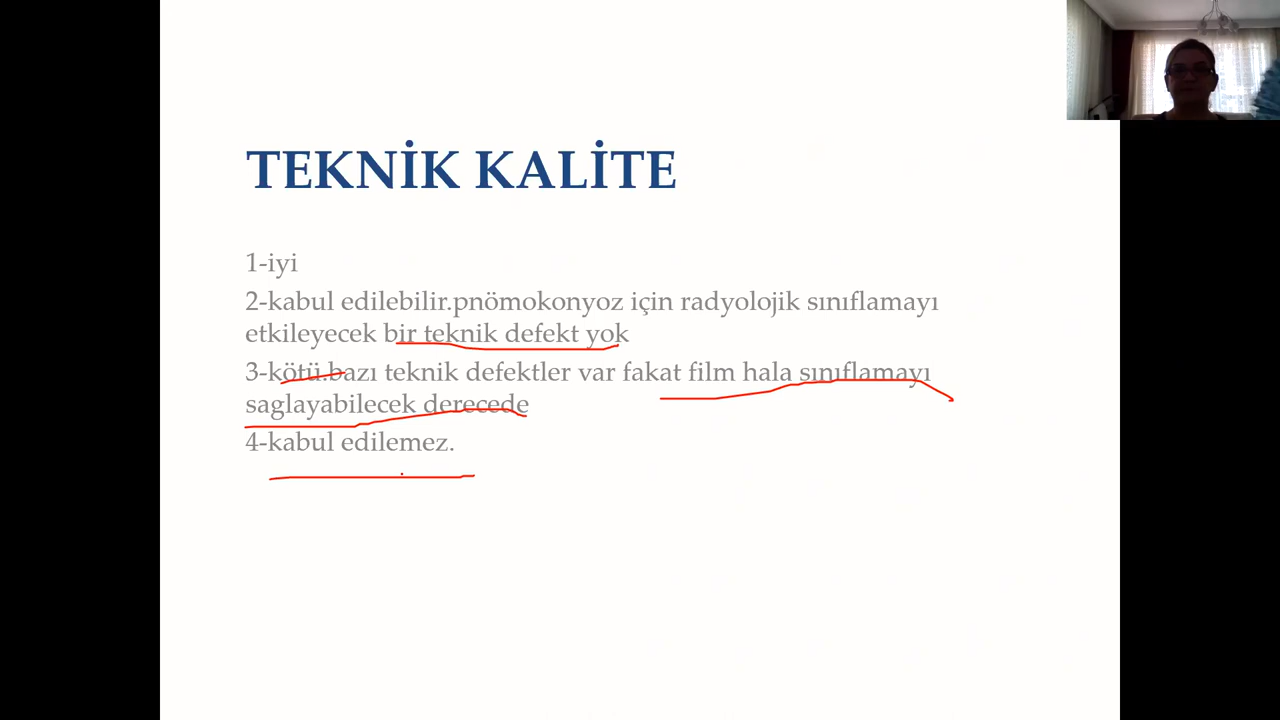 TEKNİK KALİTE
1-iyi
2-kabul edilebilir.pnömokonyoz için radyolojik sınıflamayı
etkileyecek bir teknik defekt yok
3-kötü.bazı teknik defektler var fakat film hala sınıflamayı
saglayabilecek derecede
4-kabul edilemez.